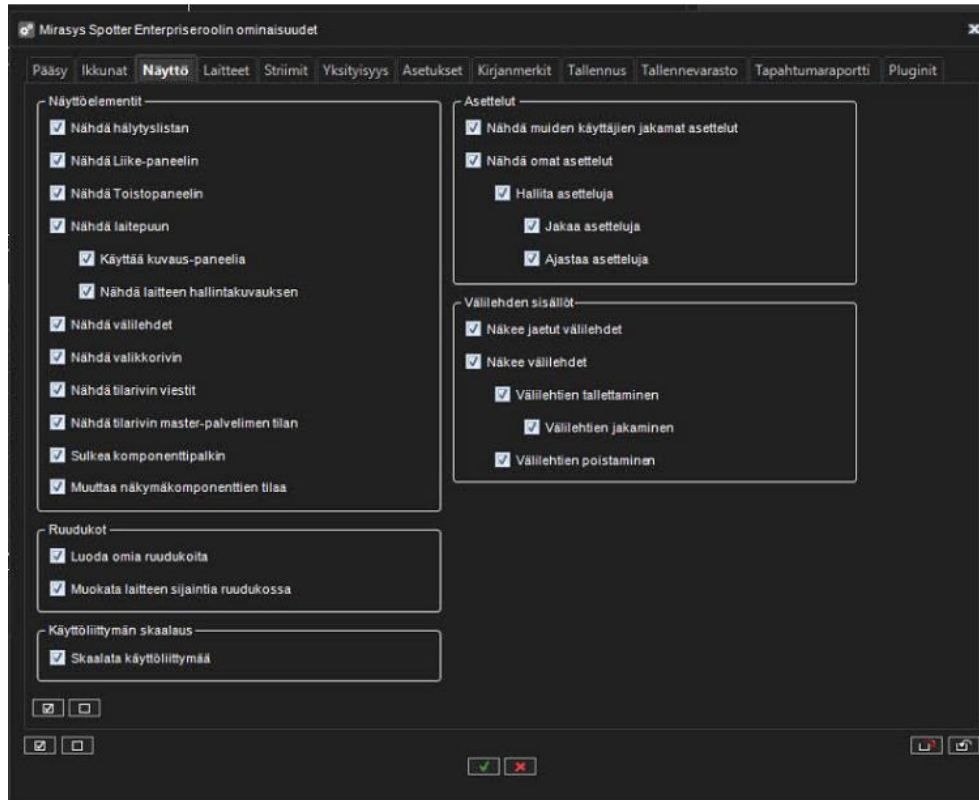 Mirasys Spotter Enterpriseroolin ominaisuudet
Pääsy Ikkunat Näyttö Laitteet Striimit Yksityisyys Asetukset Kirjanmerkit Tallennus Tallennevarasto Tapahtumaraportti Pluginit
Näyttöelementit
Nähdä hälytyslistan
Nähdä Liike-paneelin
Nähdä Toistopaneelin
Nähdä laitepuun
Käyttää kuvaus-paneelia
Nähdä laitteen hallintakuvauksen
Nähdä välilehdet
Nähdä valikkorivin
Nähdä tilarivin viestit
Nähdä tilarivin master-palvelimen tilan
Sulkea komponenttipalkin
Muuttaa näkymäkomponenttien tilaa
Ruudukot
Luoda omia ruudukoita
Muokata laitteen sijaintia ruudukossa
Käyttöliittymän skaalaus
Skaalata käyttöliittymää
Asettelut
Nähdä muiden käyttäjien jakamat asettelut
Nähdä omat asettelut
Hallita asetteluja
Jakaa asetteluja
Ajastaa asetteluja
Välilehden sisällöt
Näkee jaetut välilehdet
Näkee välilehdet
Välilehtien tallettaminen
Välilehtien jakaminen
Välilehtien poistaminen